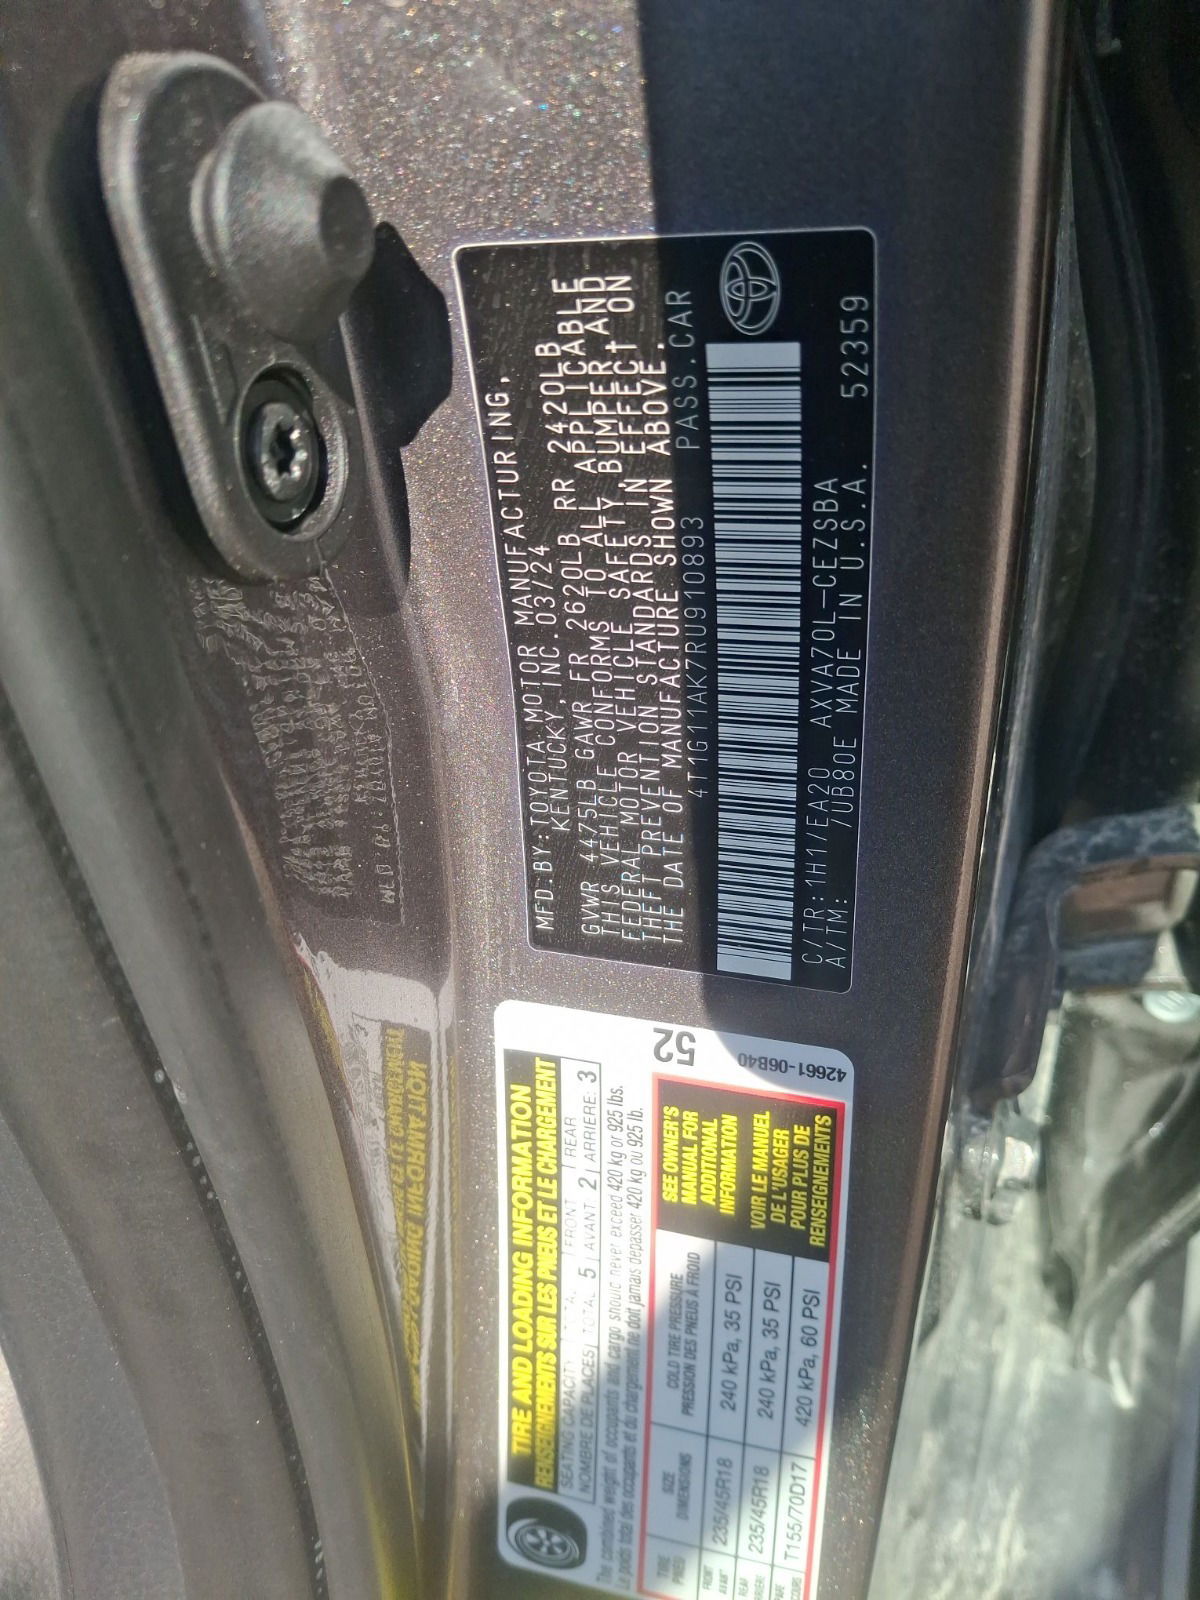 MFD.BY:TOYOTA MOTOR MANUFACTURING,
KENTUCKY,INC.03/24
GVWR 4475LB GAWR FR 2620LB RR 2420LB
THIS VEHICLE CONFORMS TO ALL APPLICABLE
FEDERAL MOTOR VEHICLE SAFETY,BUMPER,AND
THEFT PREVENTION STANDARDS IN EFFECT ON
THE DATE OF MANUFACTURE SHOWN ABOVE.
4T1G11AK7RU910893 PASS.CAR
C/TR:1H1/EA20 AXVA70L-CEZSBA
A/TM: /UB80E MADE IN U.S.A. 52359
TIRE AND LOADING INFORMATION
RENSEIGNEMENTS SUR LES PNEUS ET LE CHARGEMENT
52
42661-06B40
SEATING CAPACITY TOTAL FRONT REAR
NOMBRE DE PLACES TOTAL 5 AVANT 2 ARRIERE: 3
The combined weight of occupants and cargo should never exceed 420 kg or 925 lbs.
Le poids total des occupants et du chargement ne doit jamais depasser 420 kg ou 925 lb.
TIRE SIZE COLD TIRE PRESSURE
PNEU DIMENSIONS PRESSION DES PNEUS À FROID
FRONT 235/45R18 240 kPa, 35 PSI
REAR 235/45R18 240 kPa, 35 PSI
T155/70D17 420 kPa, 60 PSI
SEE OWNER'S
MANUAL FOR
ADDITIONAL
INFORMATION
VOIR LE MANUEL
DE L'USAGER
POUR PLUS DE
RENSEIGNEMENTS